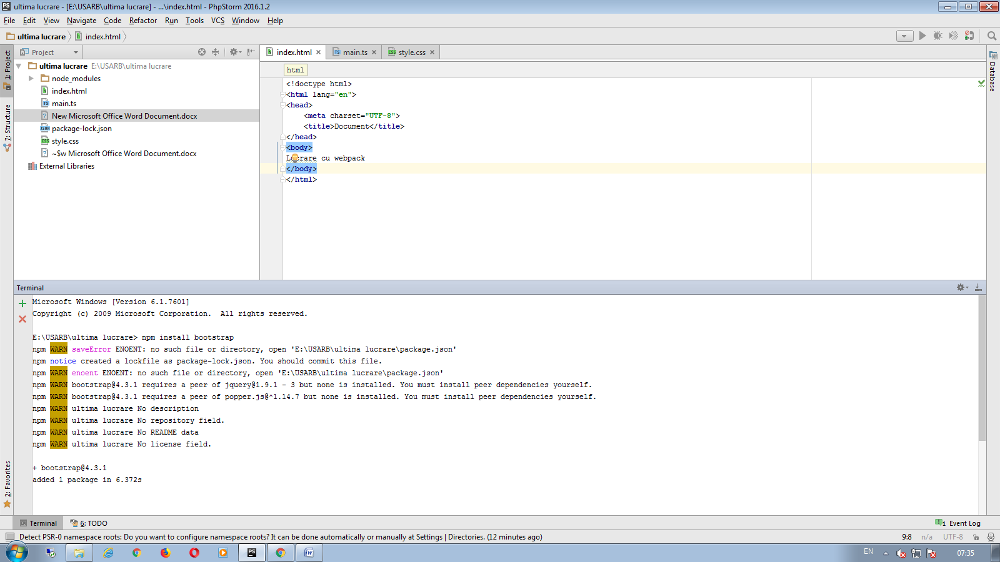 ultima lucrare - [E:\USARB\ultima lucrare] - ...\index.html - PhpStorm 2016.1.2
File Edit View Navigate Code Refactor Run Tools VCS Window Help
ultima lucrare index.html
Project
index.html main.ts style.css
1: Project
7: Structure
2: Favorites
Database
ultima lucrare E:\USARB\ultima lucrare
node_modules
index.html
main.ts
New Microsoft Office Word Document.docx
package-lock.json
style.css
~$w Microsoft Office Word Document.docx
External Libraries
html
<!doctype html>
<html lang="en">
<head>
<meta charset="UTF-8">
<title>Document</title>
</head>
<body>
Lucrare cu webpack
</body>
</html>
Terminal
Microsoft Windows [Version 6.1.7601]
Copyright (c) 2009 Microsoft Corporation.  All rights reserved.
E:\USARB\ultima lucrare> npm install bootstrap
npm WARN saveError ENOENT: no such file or directory, open 'E:\USARB\ultima lucrare\package.json'
npm notice created a lockfile as package-lock.json. You should commit this file.
npm WARN enoent ENOENT: no such file or directory, open 'E:\USARB\ultima lucrare\package.json'
npm WARN bootstrap@4.3.1 requires a peer of jquery@1.9.1 - 3 but none is installed. You must install peer dependencies yourself.
npm WARN bootstrap@4.3.1 requires a peer of popper.js@^1.14.7 but none is installed. You must install peer dependencies yourself.
npm WARN ultima lucrare No description
npm WARN ultima lucrare No repository field.
npm WARN ultima lucrare No README data
npm WARN ultima lucrare No license field.
+ bootstrap@4.3.1
added 1 package in 6.372s
Terminal 6: TODO 1 Event Log
Detect PSR-0 namespace roots: Do you want to configure namespace roots? It can be done automatically or manually at Settings | Directories. (12 minutes ago) 9:8 n/a UTF-8
EN 07:35